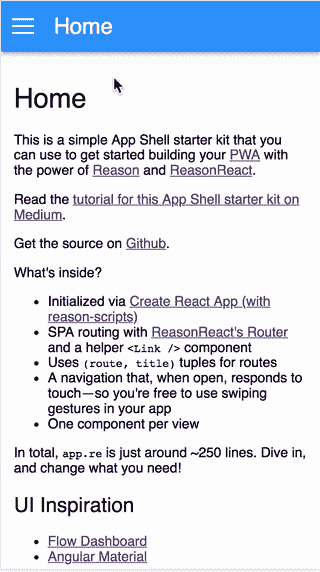 Home
Home
This is a simple App Shell starter kit that you
can use to get started building your PWA with
the power of Reason and ReasonReact.
Read the tutorial for this App Shell starter kit on
Medium.
Get the source on Github.
What's inside?
• Initialized via Create React App (with
reason-scripts)
• SPA routing with ReasonReact's Router
and a helper <Link /> component
• Uses (route, title) tuples for routes
• A navigation that, when open, responds to
touch—so you're free to use swiping
gestures in your app
• One component per view
In total, app.re is just around ~250 lines. Dive in,
and change what you need!
UI Inspiration
• Flow Dashboard
• Angular Material